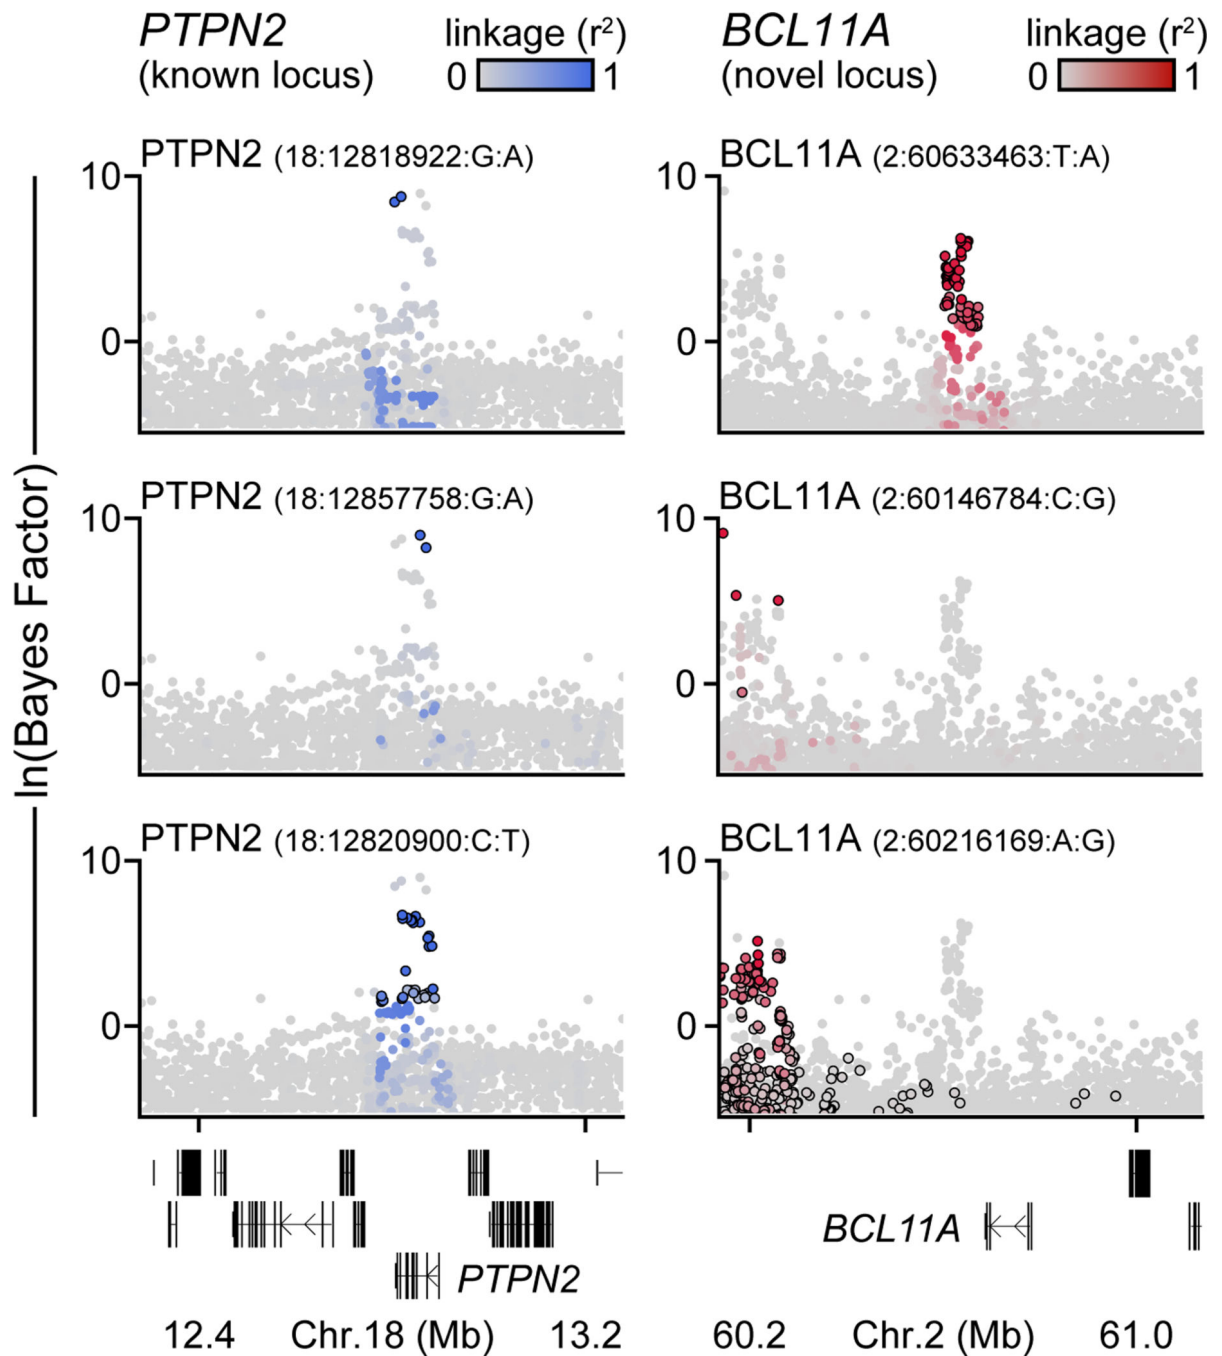 PTPN2 linkage (r²) BCL11A linkage (r²)
(known locus) 0 1 (novel locus) 0 1
PTPN2 (18:12818922:G:A) BCL11A (2:60633463:T:A)
10 10
0 0
PTPN2 (18:12857758:G:A) BCL11A (2:60146784:C:G)
10 10
0 0
ln(Bayes Factor)
PTPN2 (18:12820900:C:T) BCL11A (2:60216169:A:G)
10 10
0 0
BCL11A
PTPN2
12.4 Chr.18 (Mb) 13.2 60.2 Chr.2 (Mb) 61.0